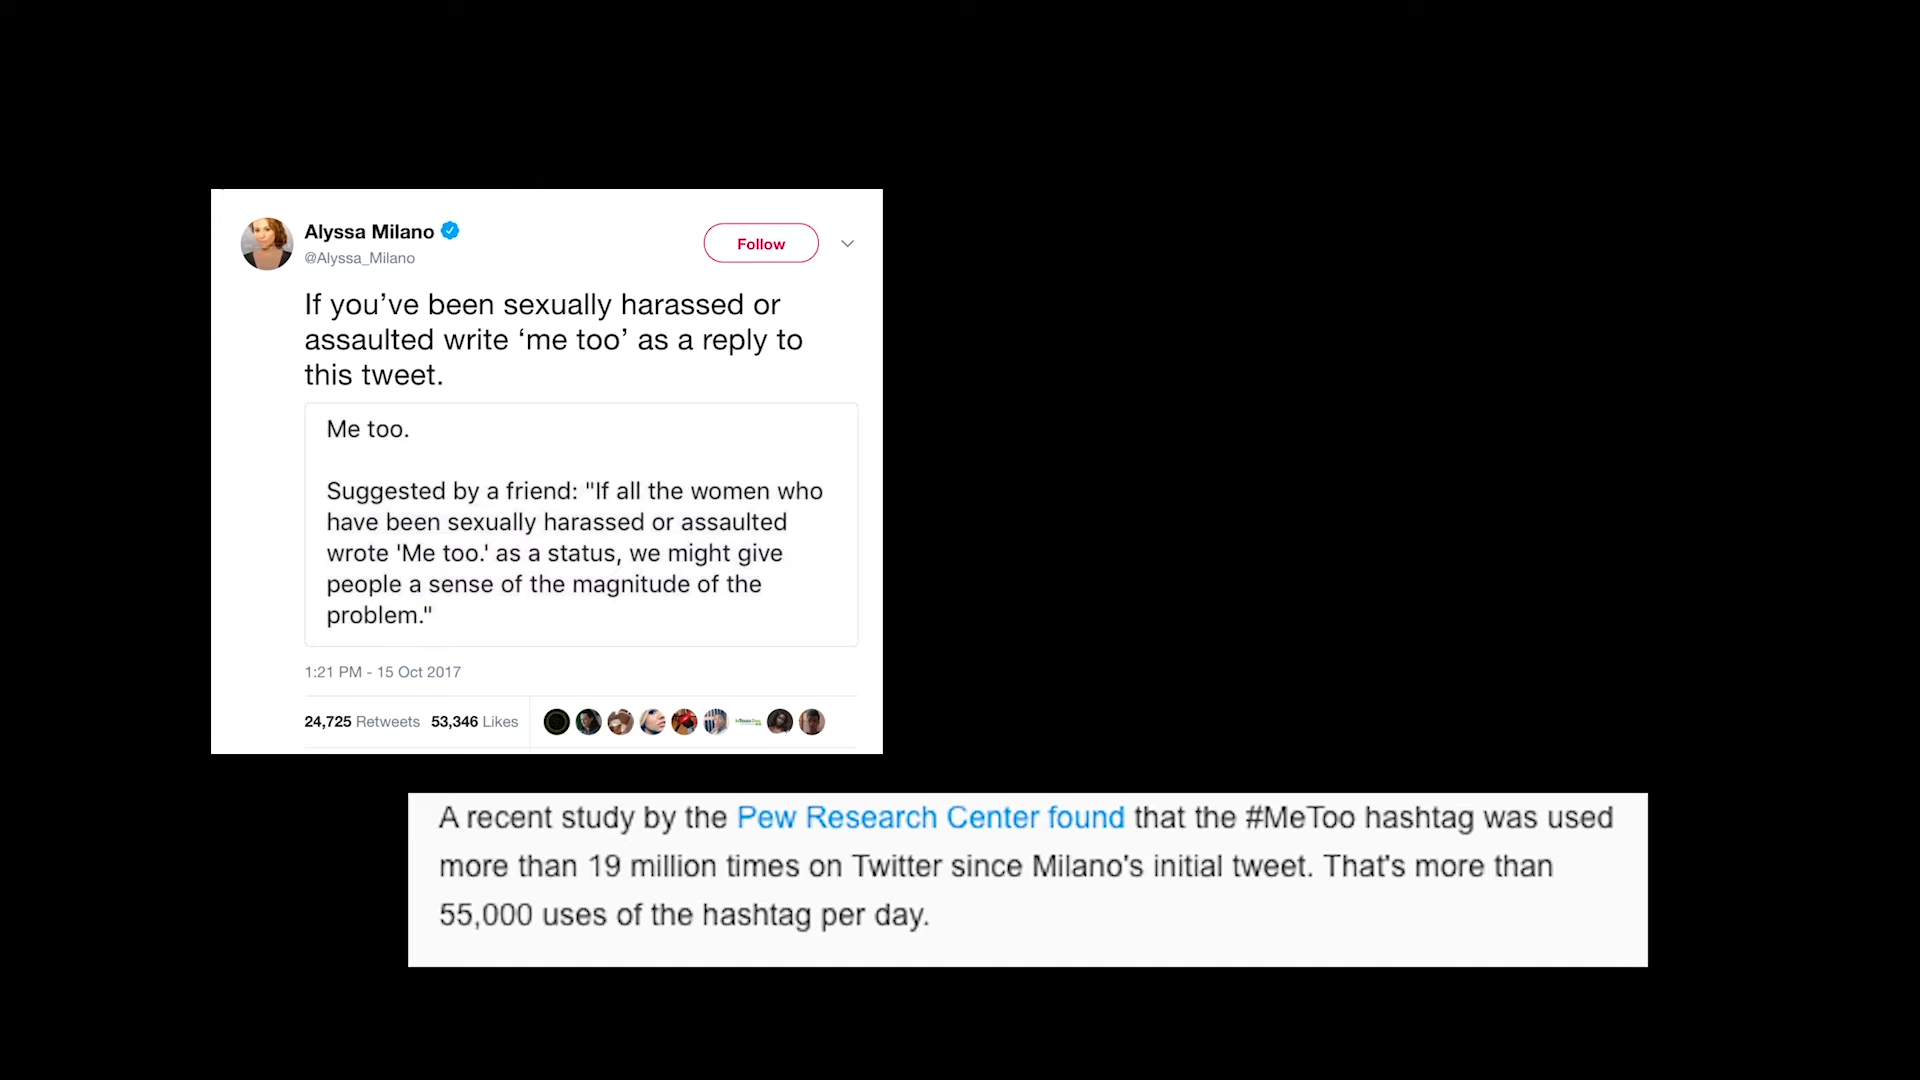 Alyssa Milano
@Alyssa_Milano
Follow
If you’ve been sexually harassed or
assaulted write ‘me too’ as a reply to
this tweet.
Me too.
Suggested by a friend: "If all the women who
have been sexually harassed or assaulted
wrote 'Me too.' as a status, we might give
people a sense of the magnitude of the
problem."
1:21 PM - 15 Oct 2017
24,725 Retweets 53,346 Likes
A recent study by the Pew Research Center found that the #MeToo hashtag was used
more than 19 million times on Twitter since Milano's initial tweet. That's more than
55,000 uses of the hashtag per day.